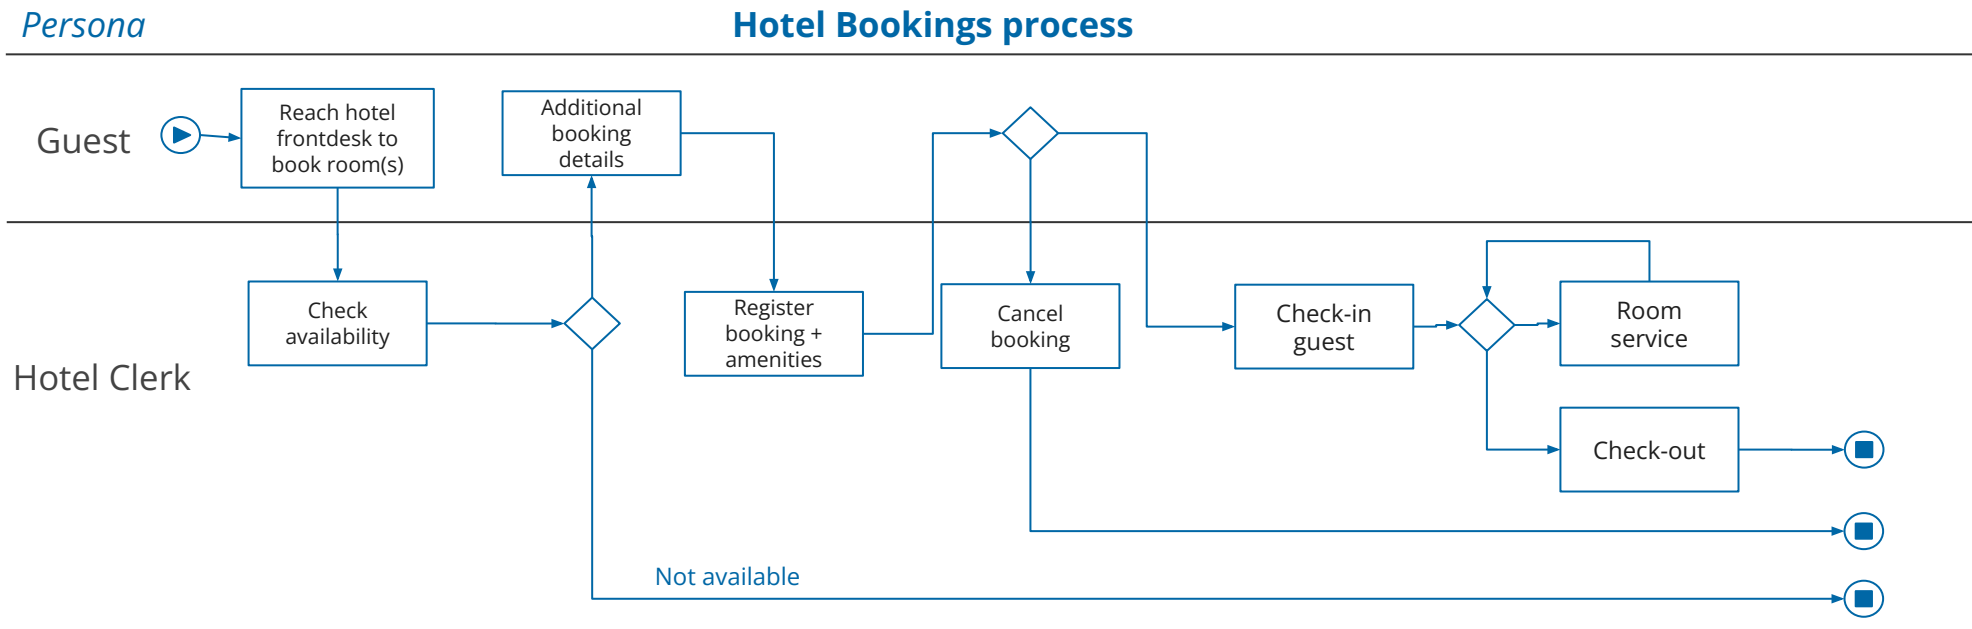 Persona
Hotel Bookings process
Guest
Reach hotel
frontdesk to
book room(s)
Additional
booking
details
Hotel Clerk
Check
availability
Register
booking +
amenities
Cancel
booking
Check-in
guest
Room
service
Check-out
Not available